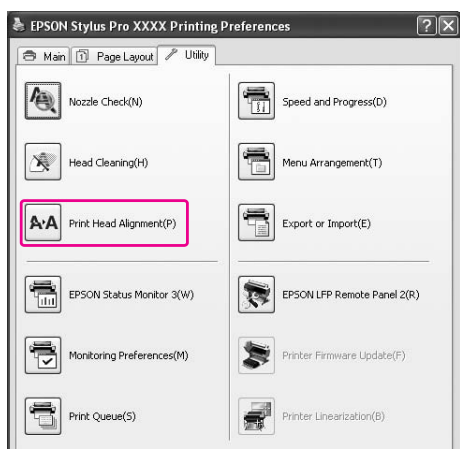 EPSON Stylus Pro XXXX Printing Preferences
Main
Page Layout
Utility
Nozzle Check(N)
Speed and Progress(D)
Head Cleaning(H)
Menu Arrangement(T)
Print Head Alignment(P)
Export or Import(E)
EPSON Status Monitor 3(W)
EPSON LFP Remote Panel 2(R)
Monitoring Preferences(M)
Printer Firmware Update(F)
Print Queue(S)
Printer Linearization(B)